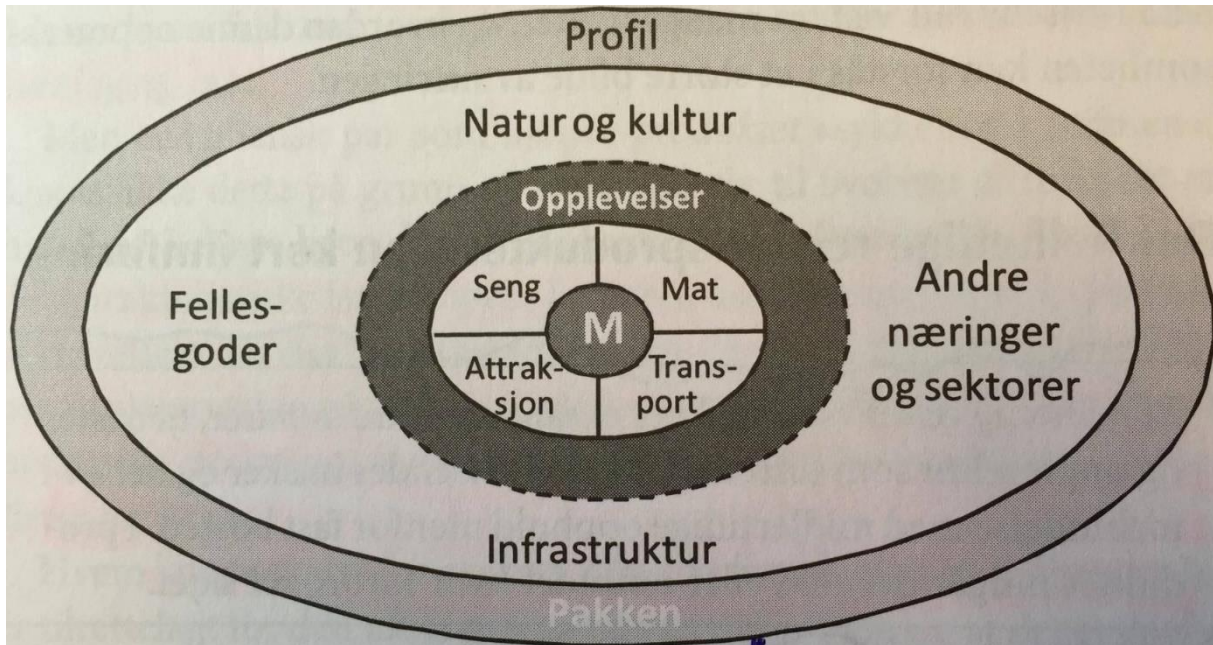 Profil
Natur og kultur
Opplevelser
Seng
Mat
M
Felles-
goder
Andre
næringer
og sektorer
Attrak-
sjon
Trans-
port
Infrastruktur
Pakken